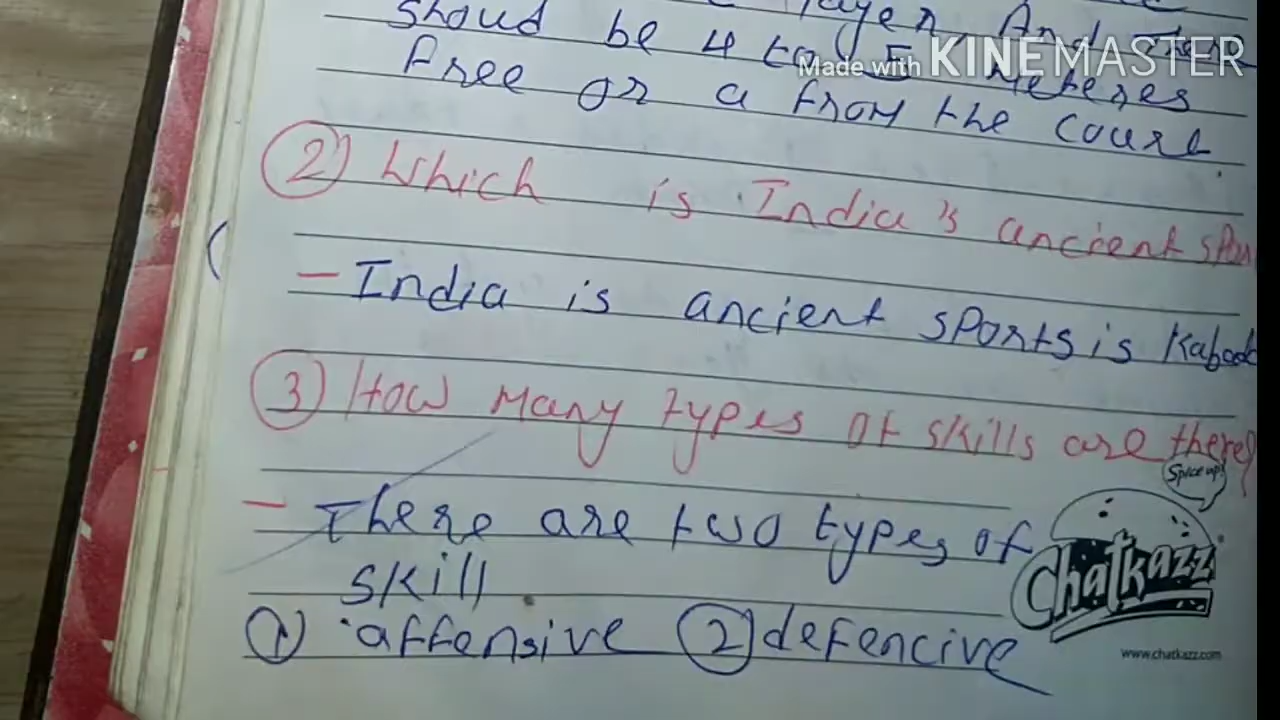 shoud be 4 to 5 Meteres
free or a from the court
Made with KINEMASTER
2) Which is India's ancient
- India is ancient sports is
3) How Many types of skills are there
- There are two types of
skill
1) affensive 2) defencive
Spice up!
Chatkazz
www.chatkazz.com